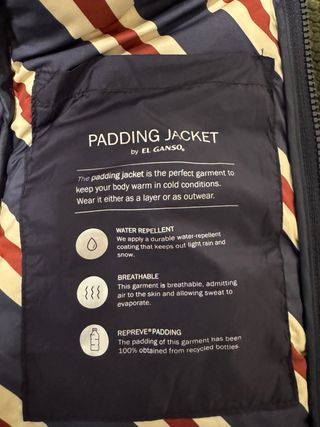 PADDING JACKET
by EL GANSO®
The padding jacket is the perfect garment to
keep your body warm in cold conditions.
Wear it either as a layer or as outwear.
WATER REPELLENT
We apply a durable water-repellent
coating that keeps out light rain and
snow.
BREATHABLE
This garment is breathable, admitting
air to the skin and allowing sweat to
evaporate.
REPREVE® PADDING
The padding of this garment has been
100% obtained from recycled bottles.